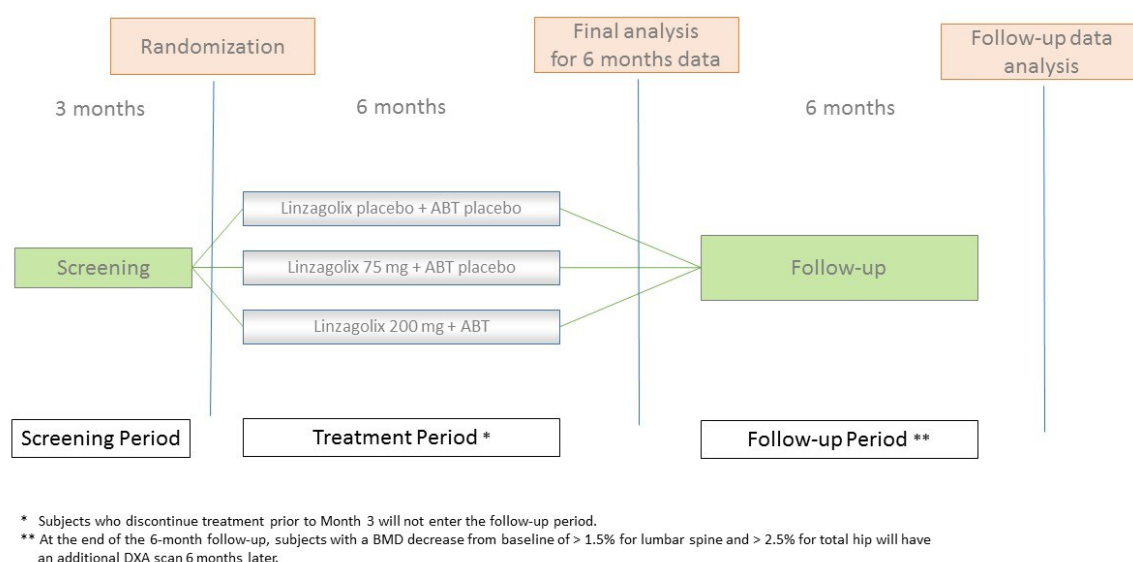 Randomization
Final analysis
for 6 months data
Follow-up data
analysis
3 months
6 months
6 months
Linzagolix placebo + ABT placebo
Screening
Linzagolix 75 mg + ABT placebo
Follow-up
Linzagolix 200 mg + ABT
Screening Period
Treatment Period *
Follow-up Period **
* Subjects who discontinue treatment prior to Month 3 will not enter the follow-up period.
** At the end of the 6-month follow-up, subjects with a BMD decrease from baseline of > 1.5% for lumbar spine and > 2.5% for total hip will have
an additional DXA scan 6 months later.